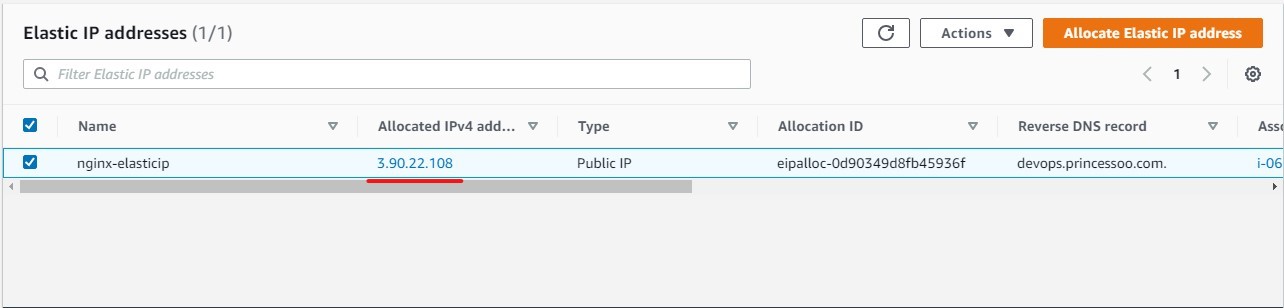 Elastic IP addresses (1/1)
Actions
Allocate Elastic IP address
Filter Elastic IP addresses
1
Name Allocated IPv4 add... Type Allocation ID Reverse DNS record Asso
nginx-elasticip 3.90.22.108 Public IP eipalloc-0d90349d8fb45936f devops.princessoo.com. i-06